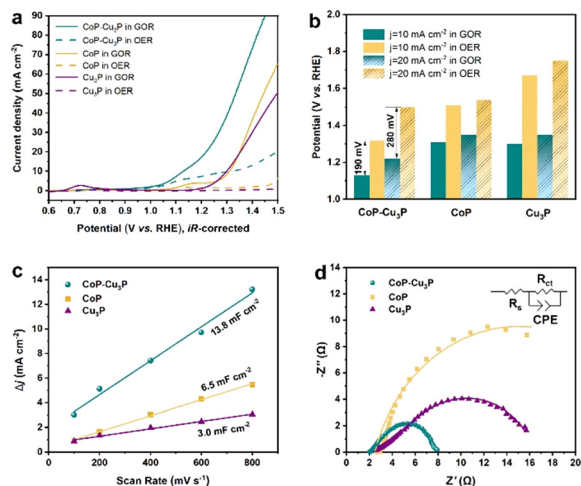 a
CoP-Cu₃P in GOR
CoP-Cu₃P in OER
CoP in GOR
CoP in OER
Cu₃P in GOR
Cu₃P in OER
Current density (mA cm⁻²)
90
80
70
60
50
40
30
20
10
0
0.6 0.7 0.8 0.9 1.0 1.1 1.2 1.3 1.4 1.5
Potential (V vs. RHE), iR-corrected
b
j=10 mA cm⁻² in GOR
j=10 mA cm⁻² in OER
j=20 mA cm⁻² in GOR
j=20 mA cm⁻² in OER
Potential (V vs. RHE)
2.0
1.8
1.6
1.4
1.2
1.0
190 mV
280 mV
CoP-Cu₃P CoP Cu₃P
c
CoP-Cu₃P
CoP
Cu₃P
Δj (mA cm⁻²)
14
12
10
8
6
4
2
0
13.8 mF cm⁻²
6.5 mF cm⁻²
3.0 mF cm⁻²
0 200 400 600 800
Scan Rate (mV s⁻¹)
d
CoP-Cu₃P
CoP
Cu₃P
Rct
Rs
CPE
-Z″ (Ω)
12
10
8
6
4
2
0
0 2 4 6 8 10 12 14 16 18 20
Z′ (Ω)